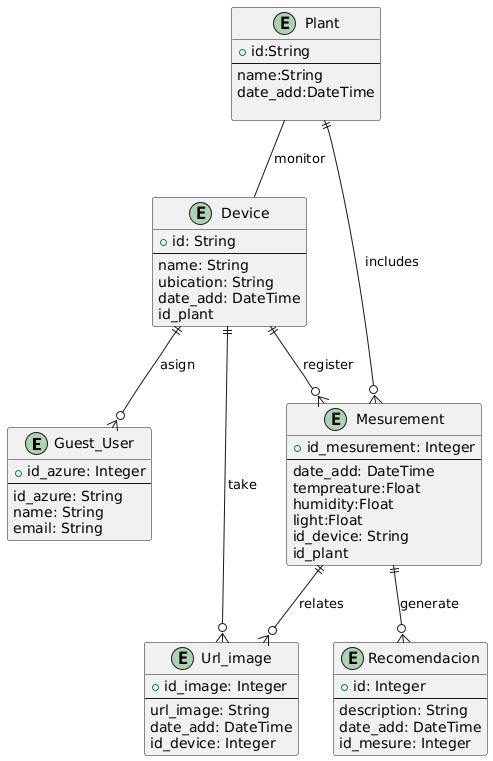 E Plant
id:String
name:String
date_add:DateTime
monitor
E Device
id: String
name: String
ubication: String
date_add: DateTime
id_plant
includes
asign
register
take
E Guest_User
id_azure: Integer
id_azure: String
name: String
email: String
E Mesurement
id_mesurement: Integer
date_add: DateTime
tempreature:Float
humidity:Float
light:Float
id_device: String
id_plant
relates
generate
E Url_image
id_image: Integer
url_image: String
date_add: DateTime
id_device: Integer
E Recomendacion
id: Integer
description: String
date_add: DateTime
id_mesure: Integer